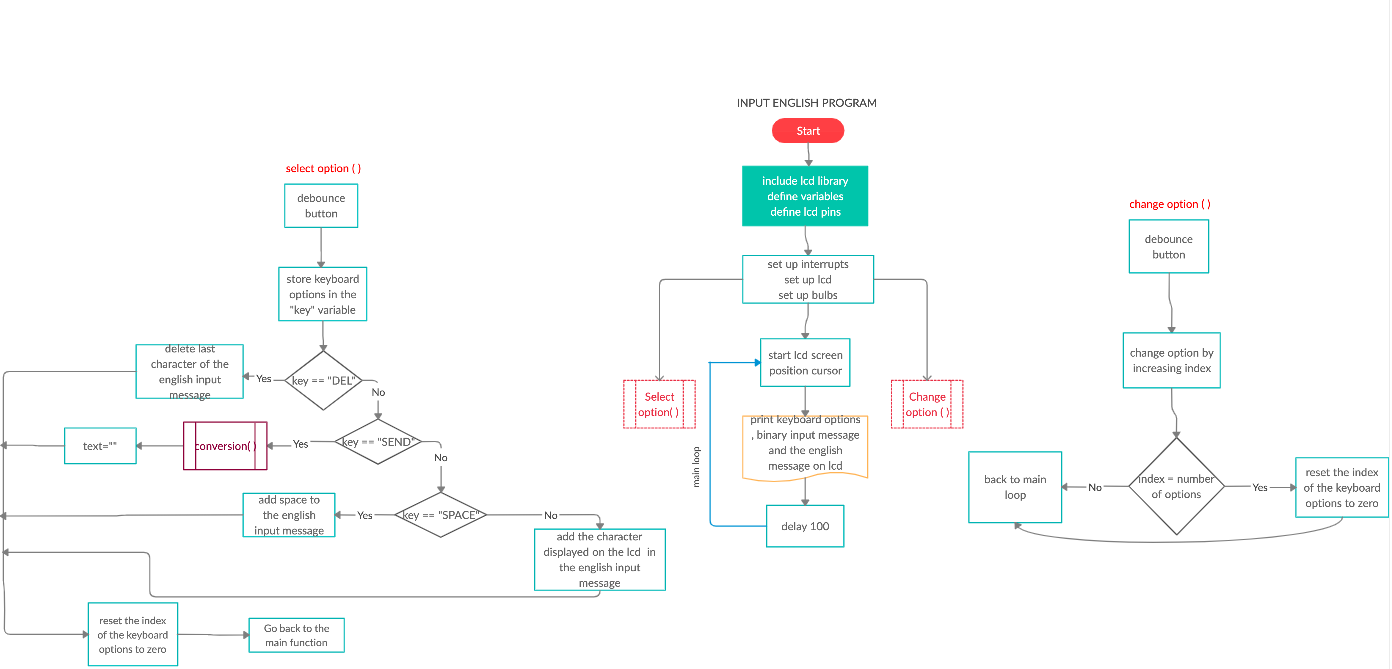 INPUT ENGLISH PROGRAM
Start
include lcd library
define variables
define lcd pins
set up interrupts
set up lcd
set up bulbs
start lcd screen
position cursor
Select
option( )
Change
option ( )
print keyboard options
, binary input message
and the english
message on lcd
main loop
delay 100
select option ( )
debounce
button
store keyboard
options in the
"key" variable
key == "DEL"
Yes
delete last
character of the
english input
message
No
key == "SEND"
Yes
conversion( )
text=""
No
key == "SPACE"
Yes
add space to
the english
input message
No
add the character
displayed on the lcd in
the english input
message
reset the index
of the keyboard
options to zero
Go back to the
main function
change option ( )
debounce
button
change option by
increasing index
index = number
of options
No
back to main
loop
Yes
reset the index
of the keyboard
options to zero